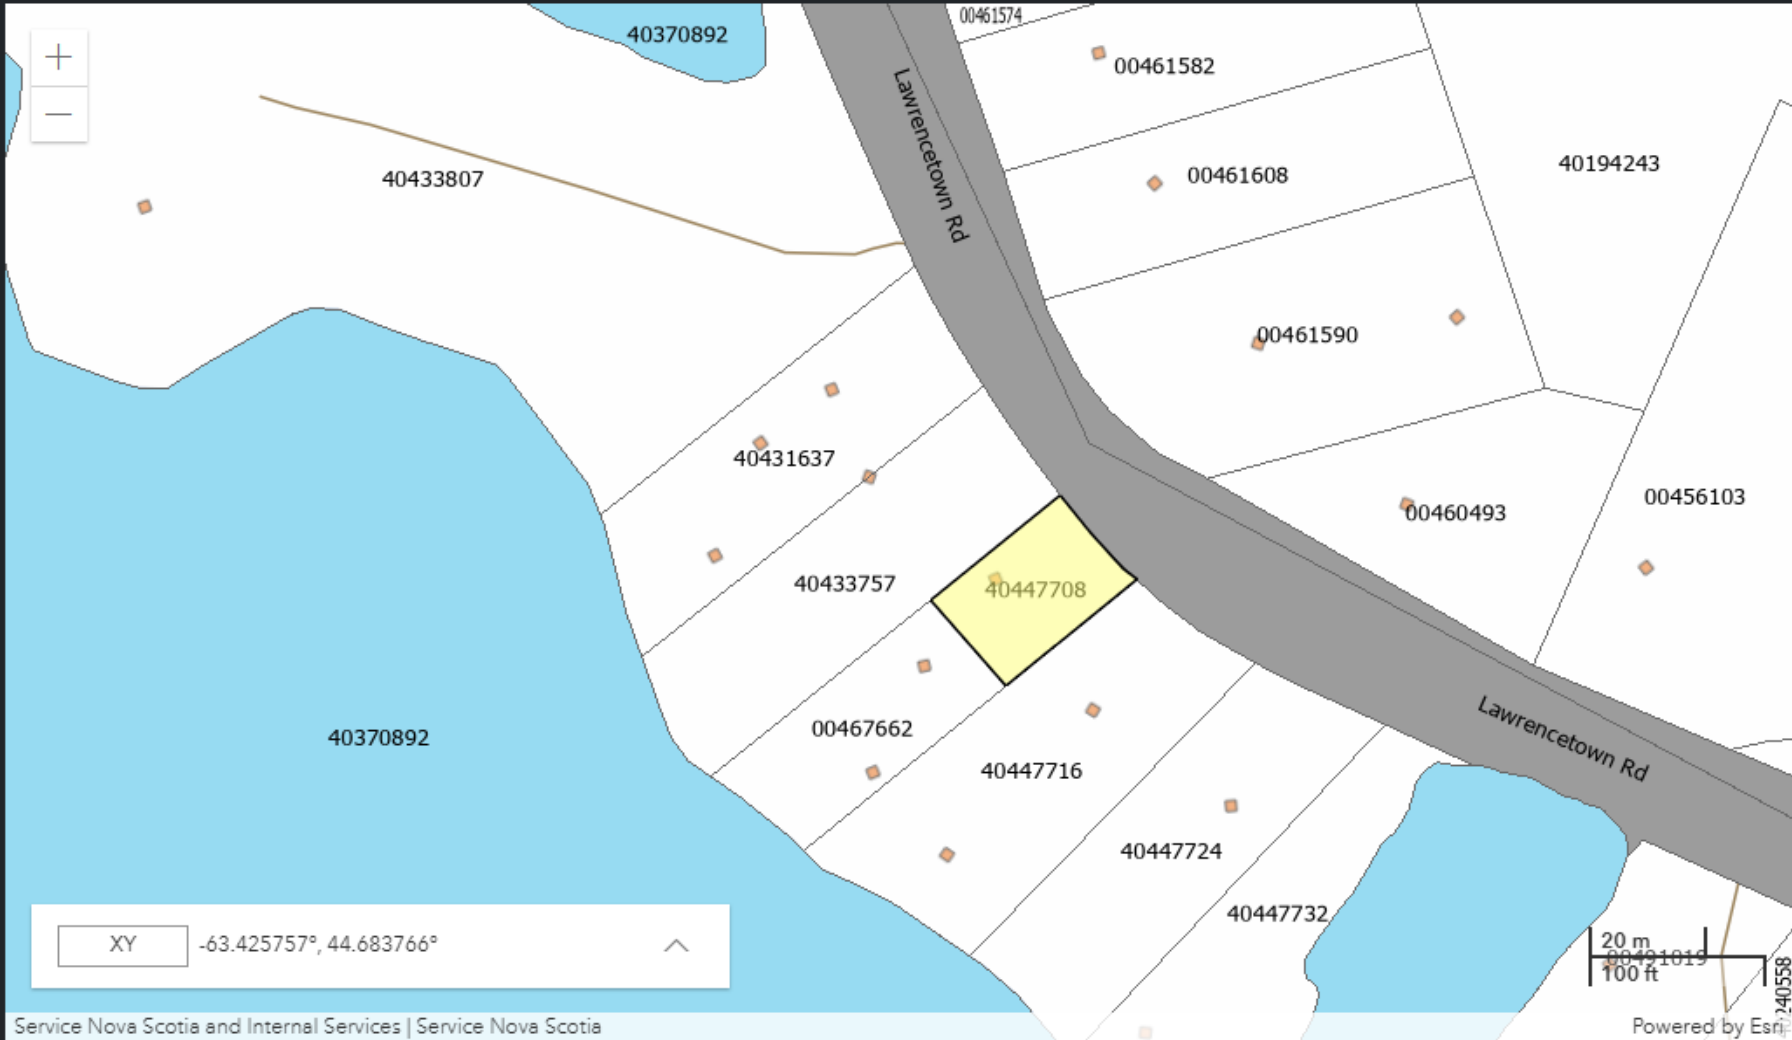 00461574
40370892
00461582
Lawrencetown Rd
40194243
00461608
40433807
00461590
40431637
00456103
00460493
40433757
40447708
00467662
Lawrencetown Rd
40370892
40447716
40447724
40447732
XY
-63.425757°, 44.683766°
20 m
00491019
100 ft
40240558
Service Nova Scotia and Internal Services | Service Nova Scotia
Powered by Esri